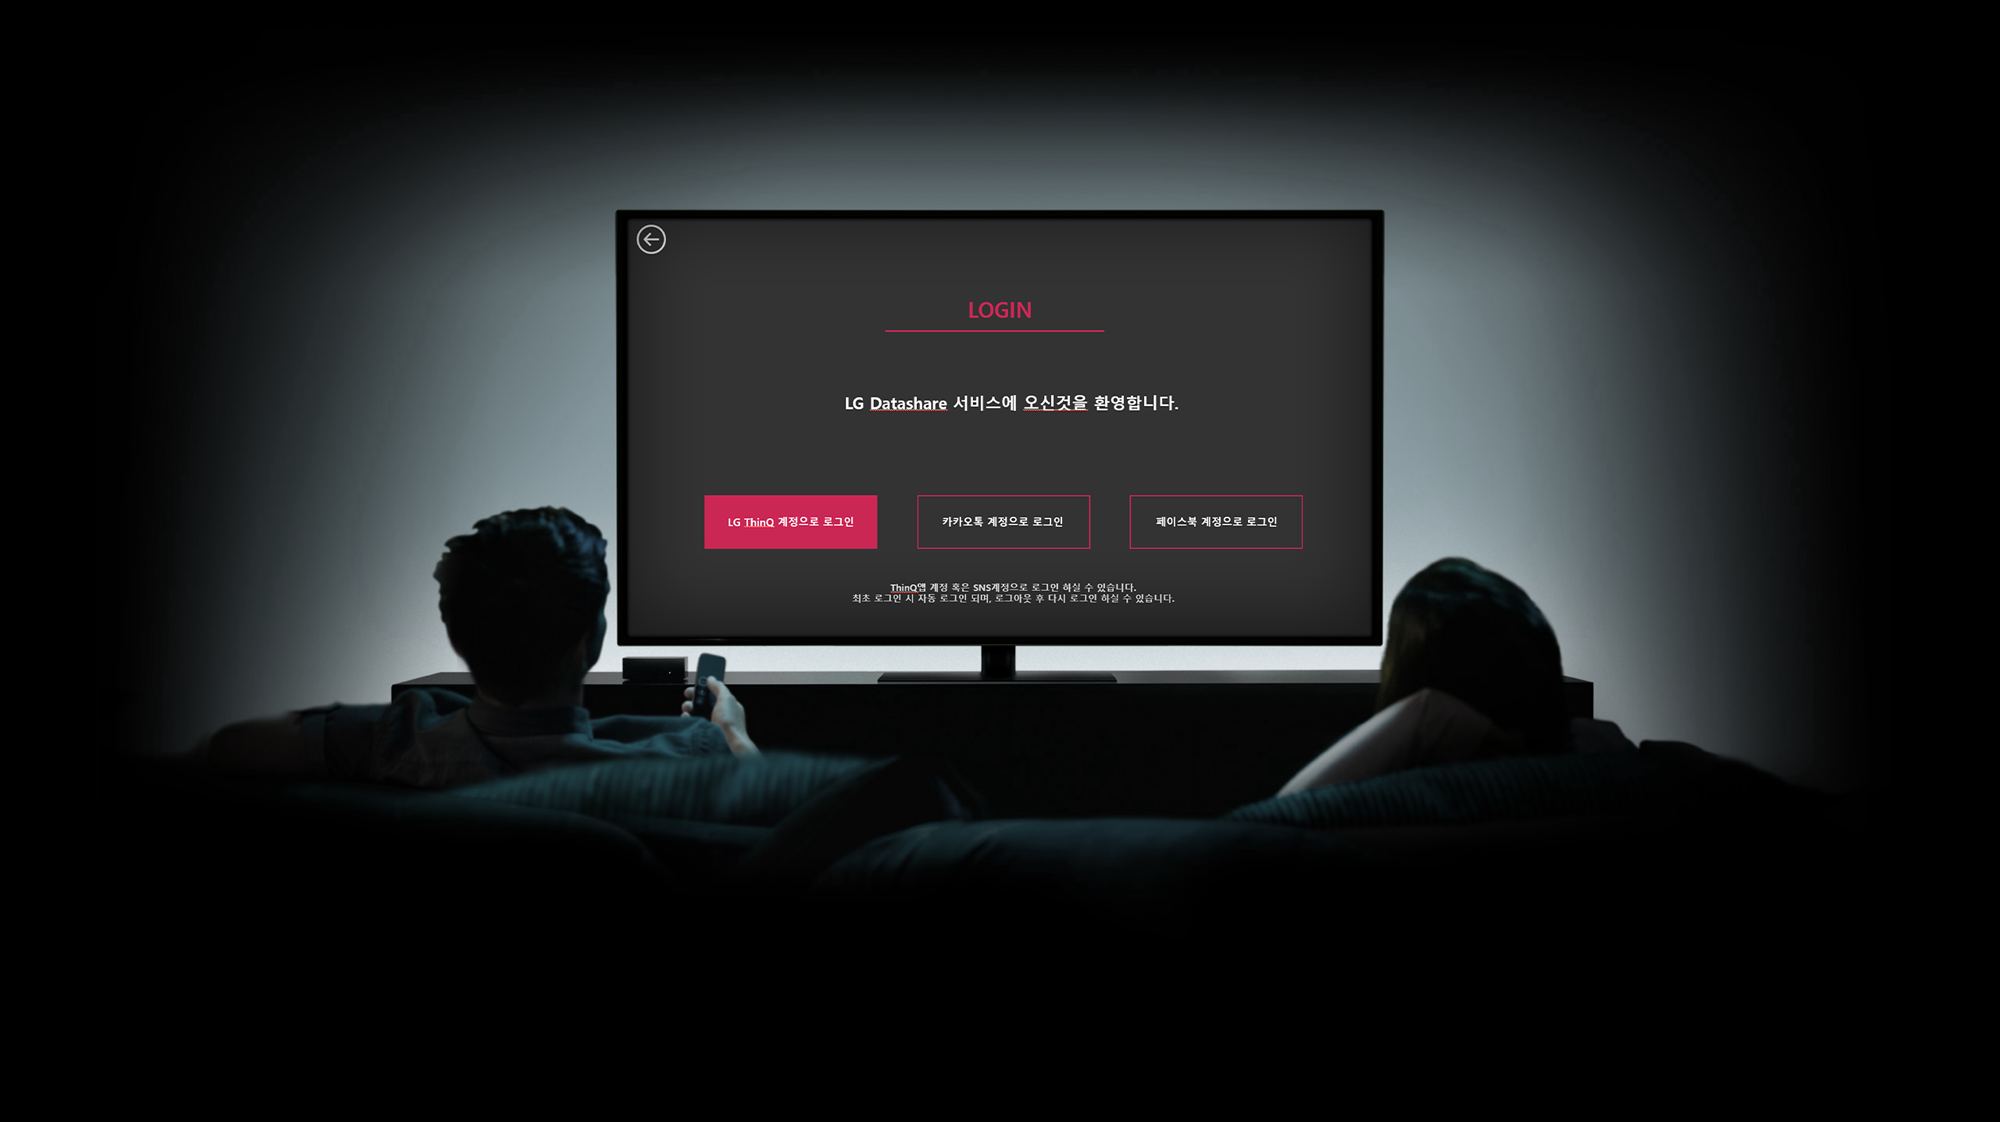 LOGIN
LG Datashare 서비스에 오신것을 환영합니다.
LG ThinQ 계정으로 로그인
카카오톡 계정으로 로그인
페이스북 계정으로 로그인
ThinQ앱 계정 혹은 SNS계정으로 로그인 하실 수 있습니다.
최초 로그인 시 자동 로그인 되며, 로그아웃 후 다시 로그인 하실 수 있습니다.